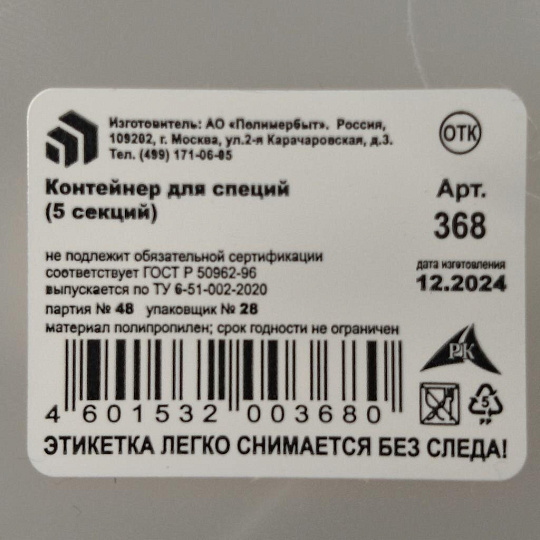 Изготовитель: АО «Полимербыт». Россия,
109202, г. Москва, ул.2-я Карачаровская, д.3.
Тел. (499) 171-06-85
ОТК
Контейнер для специй
(5 секций)
Арт.
368
не подлежит обязательной сертификации
соответствует ГОСТ Р 50962-96
выпускается по ТУ 6-51-002-2020
дата изготовления
12.2024
партия № 48 упаковщик № 28
материал полипропилен; срок годности не ограничен
РДК
4 601532 003680
5
PP
ЭТИКЕТКА ЛЕГКО СНИМАЕТСЯ БЕЗ СЛЕДА!